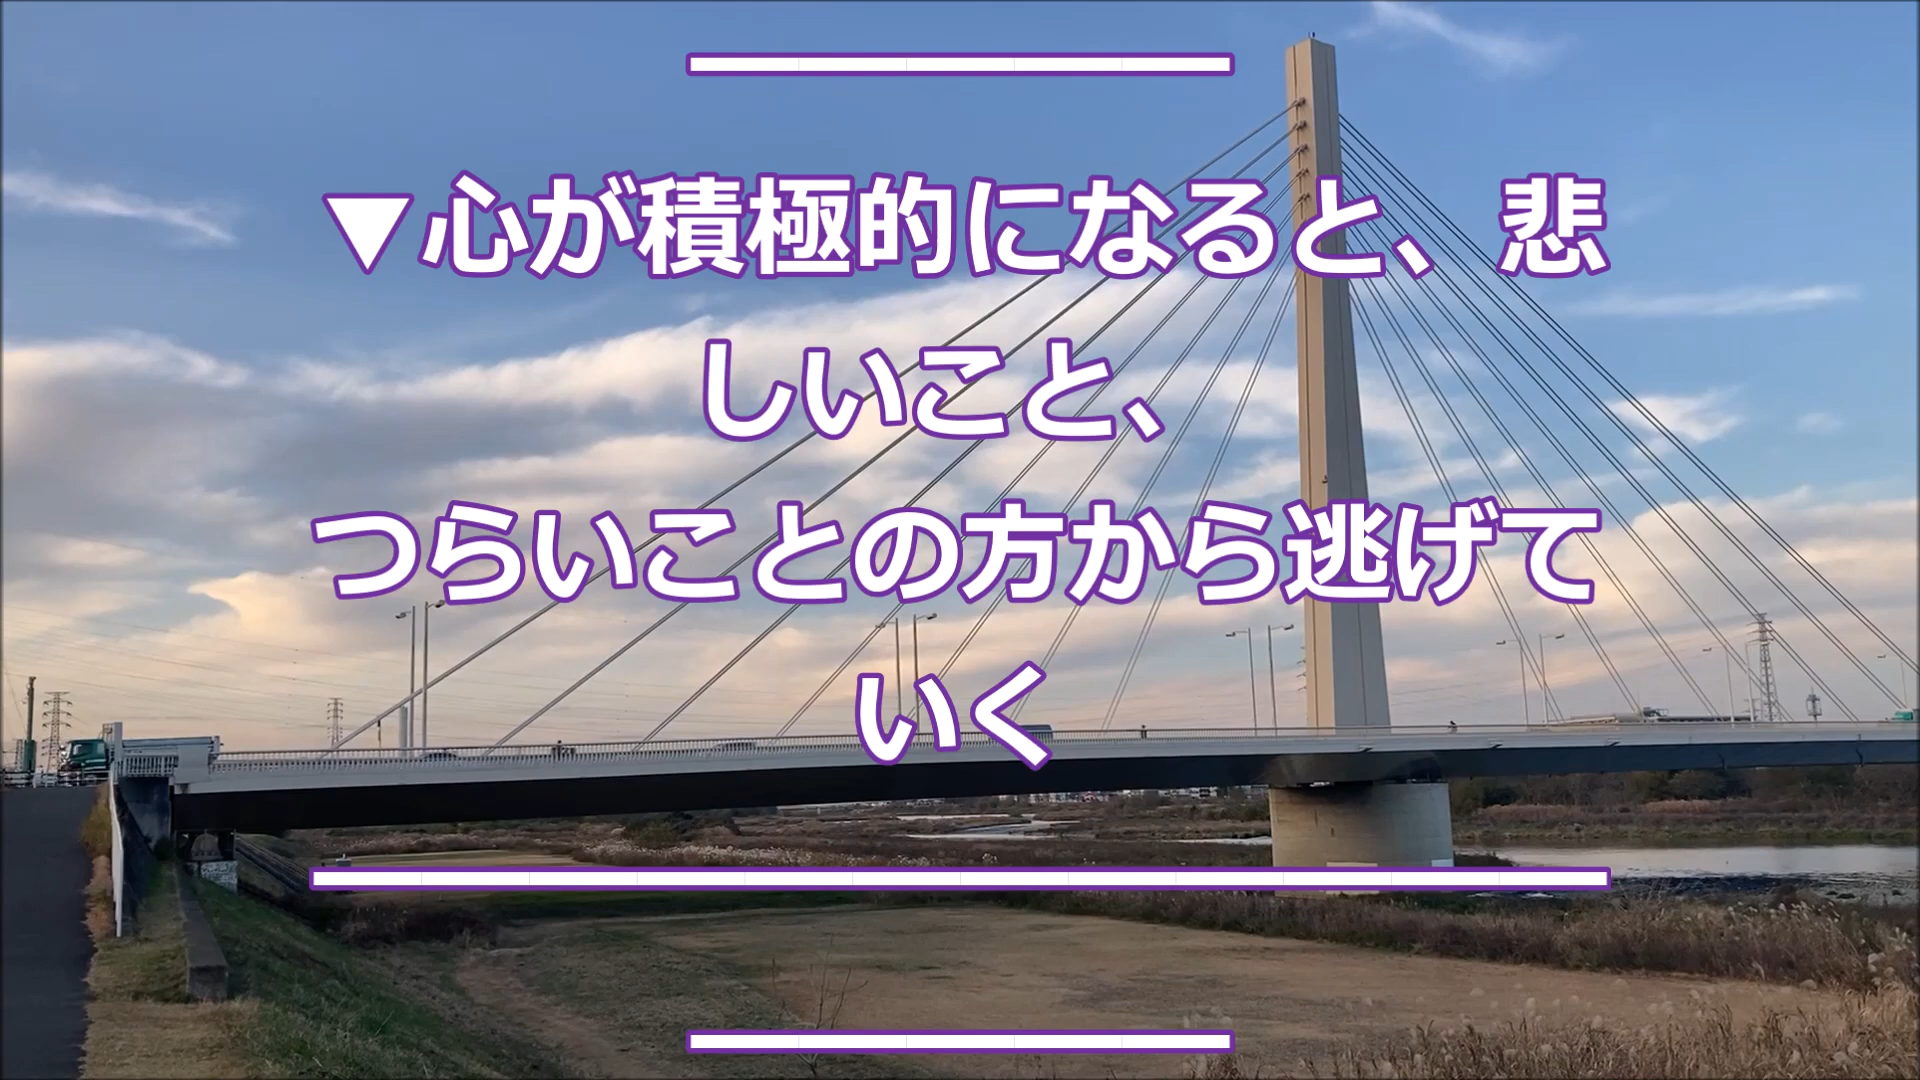 ▼心が積極的になると、悲
しいこと、
つらいことの方から逃げて
いく